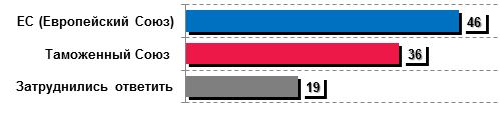 ЕС (Европейский Союз) 46
Таможенный Союз 36
Затруднились ответить 19